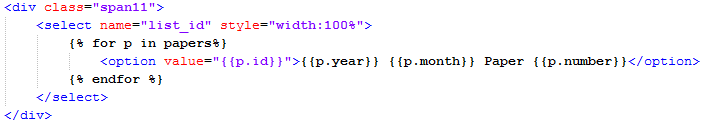 <div class="span11">
<select name="list_id" style="width:100%">
{% for p in papers%}
<option value="{{p.id}}">{{p.year}} {{p.month}} Paper {{p.number}}</option>
{% endfor %}
</select>
</div>